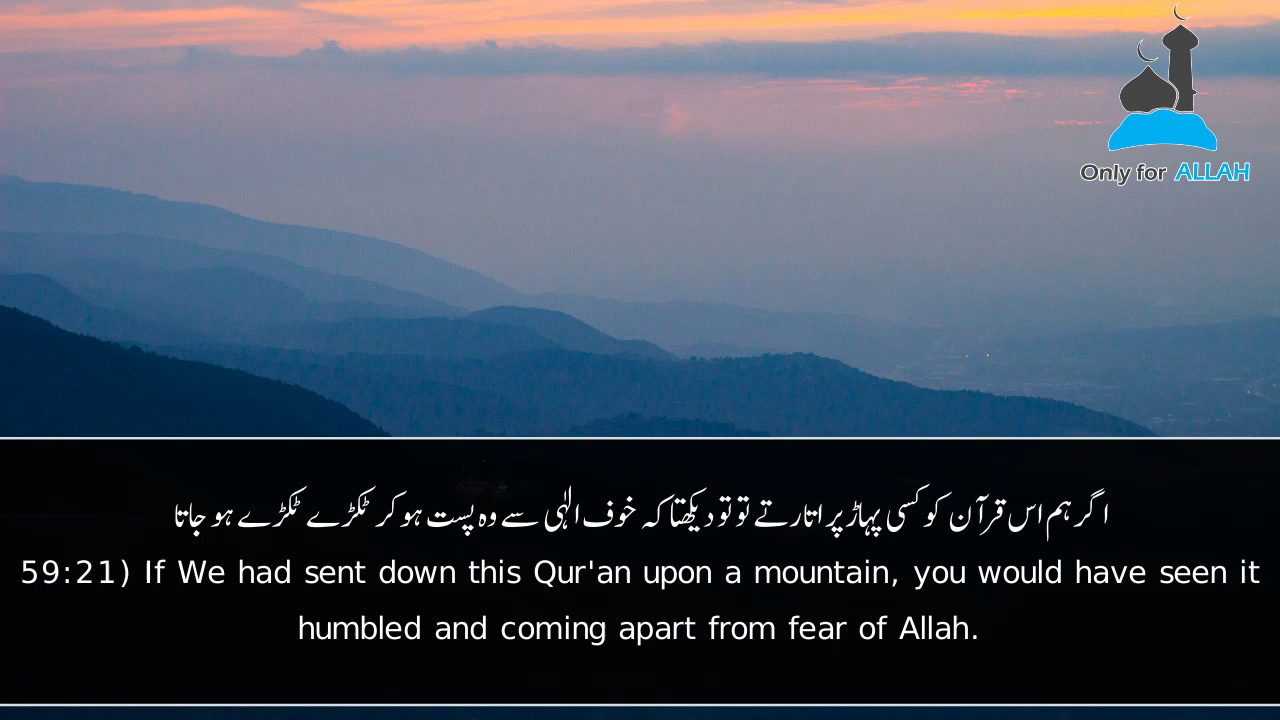 Only for ALLAH
اگر ہم اس قرآن کو کسی پہاڑ پر اتارتے تو تو دیکھتا کہ خوف الٰہی سے وہ پست ہو کر ٹکڑے ٹکڑے ہو جاتا
59:21) If We had sent down this Qur'an upon a mountain, you would have seen it
humbled and coming apart from fear of Allah.